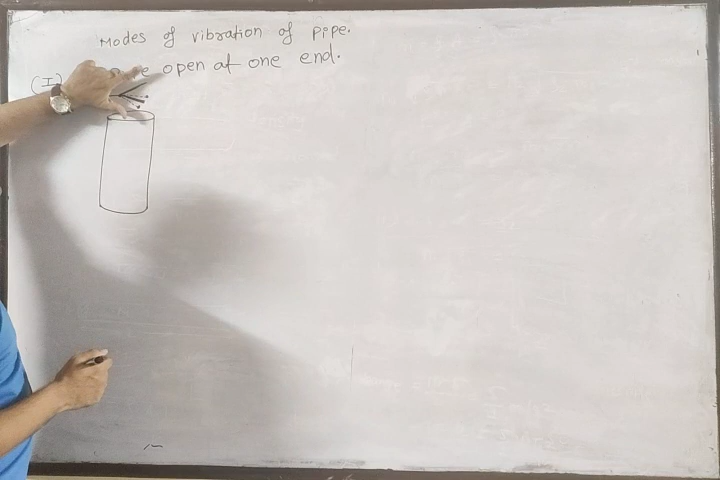 Modes of vibration of Pipe.
(I) open at one end.